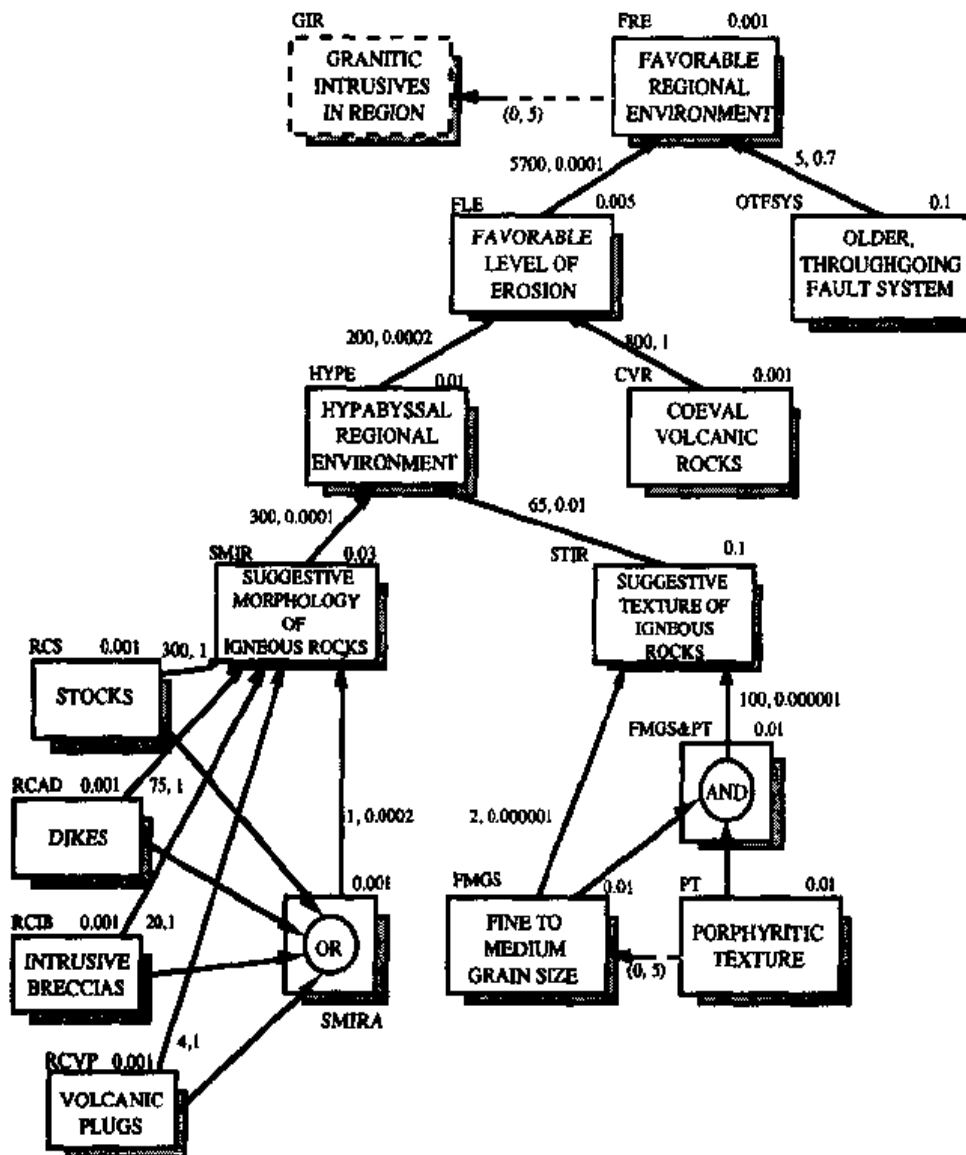 GIR
FRE
0.001
GRANITIC
INTRUSIVES
IN REGION
FAVORABLE
REGIONAL
ENVIRONMENT
(0, 5)
5700, 0.0001
5, 0.7
FLE
0.005
OTFSYS
0.1
FAVORABLE
LEVEL OF
EROSION
OLDER,
THROUGHGOING
FAULT SYSTEM
200, 0.0002
800, 1
HYPE
0.01
CVR
0.001
HYPABYSSAL
REGIONAL
ENVIRONMENT
COEVAL
VOLCANIC
ROCKS
300, 0.0001
65, 0.01
SMIR
0.03
STIR
0.1
SUGGESTIVE
MORPHOLOGY
OF
IGNEOUS ROCKS
SUGGESTIVE
TEXTURE OF
IGNEOUS
ROCKS
RCS
0.001
300, 1
STOCKS
100, 0.000001
FMGS&PT
0.01
AND
RCAD
0.001
75, 1
DIKES
1, 0.0002
2, 0.000001
RCIB
0.001
20,1
INTRUSIVE
BRECCIAS
0.001
OR
SMIRA
FMGS
0.01
PT
0.01
FINE TO
MEDIUM
GRAIN SIZE
PORPHYRITIC
TEXTURE
(0, 5)
RCVP
0.001
4,1
VOLCANIC
PLUGS